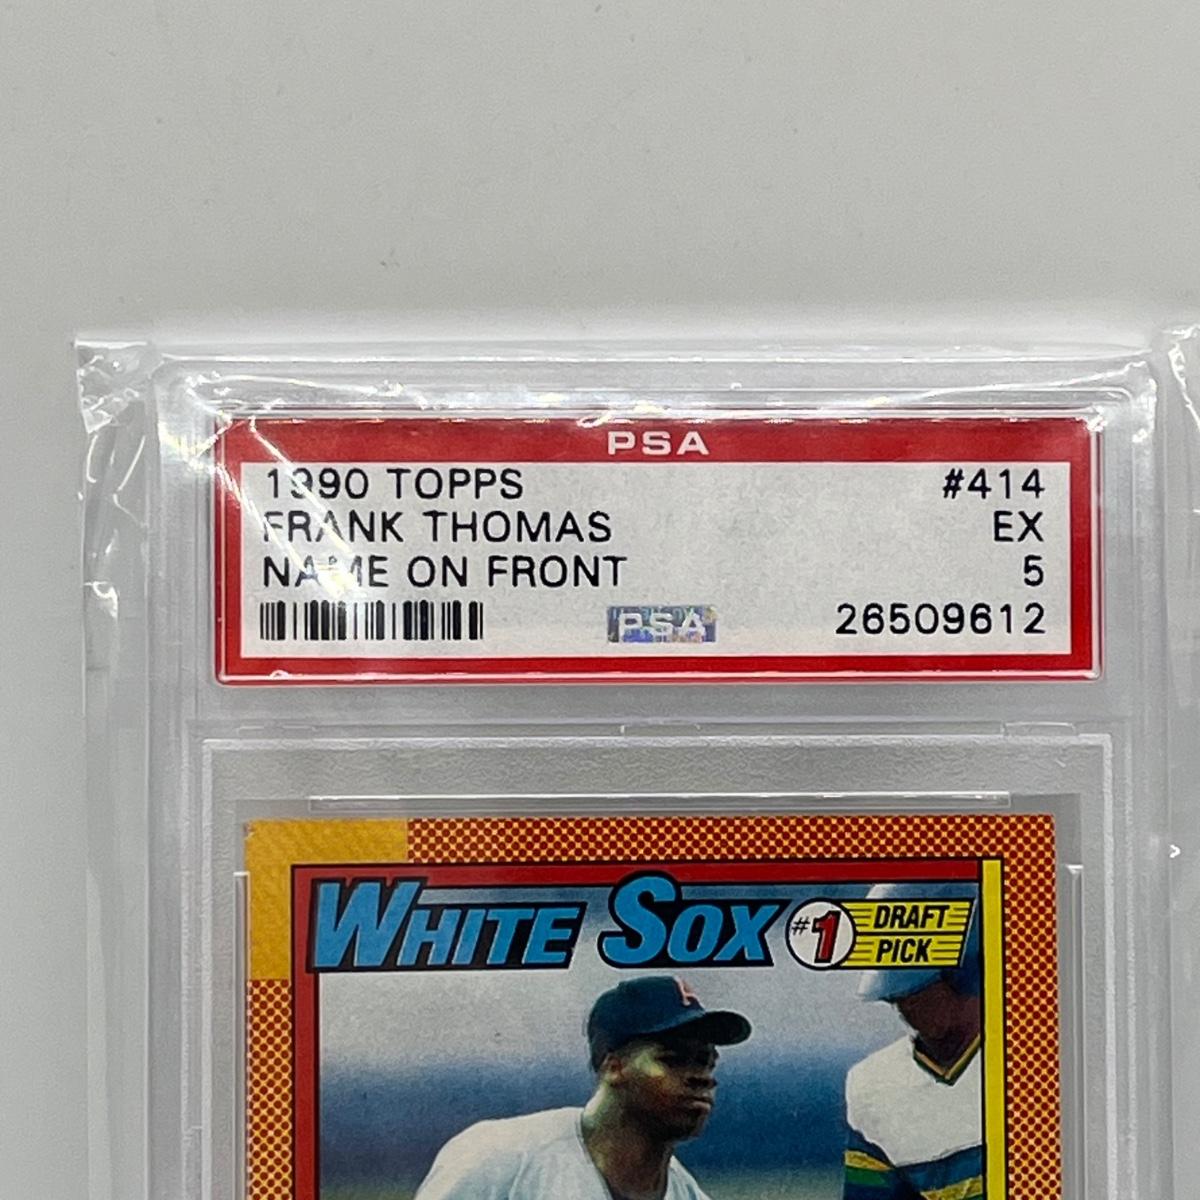 PSA
1990 TOPPS #414
FRANK THOMAS EX
NAME ON FRONT 5
PSA 26509612
WHITE SOX #1 DRAFT PICK
A